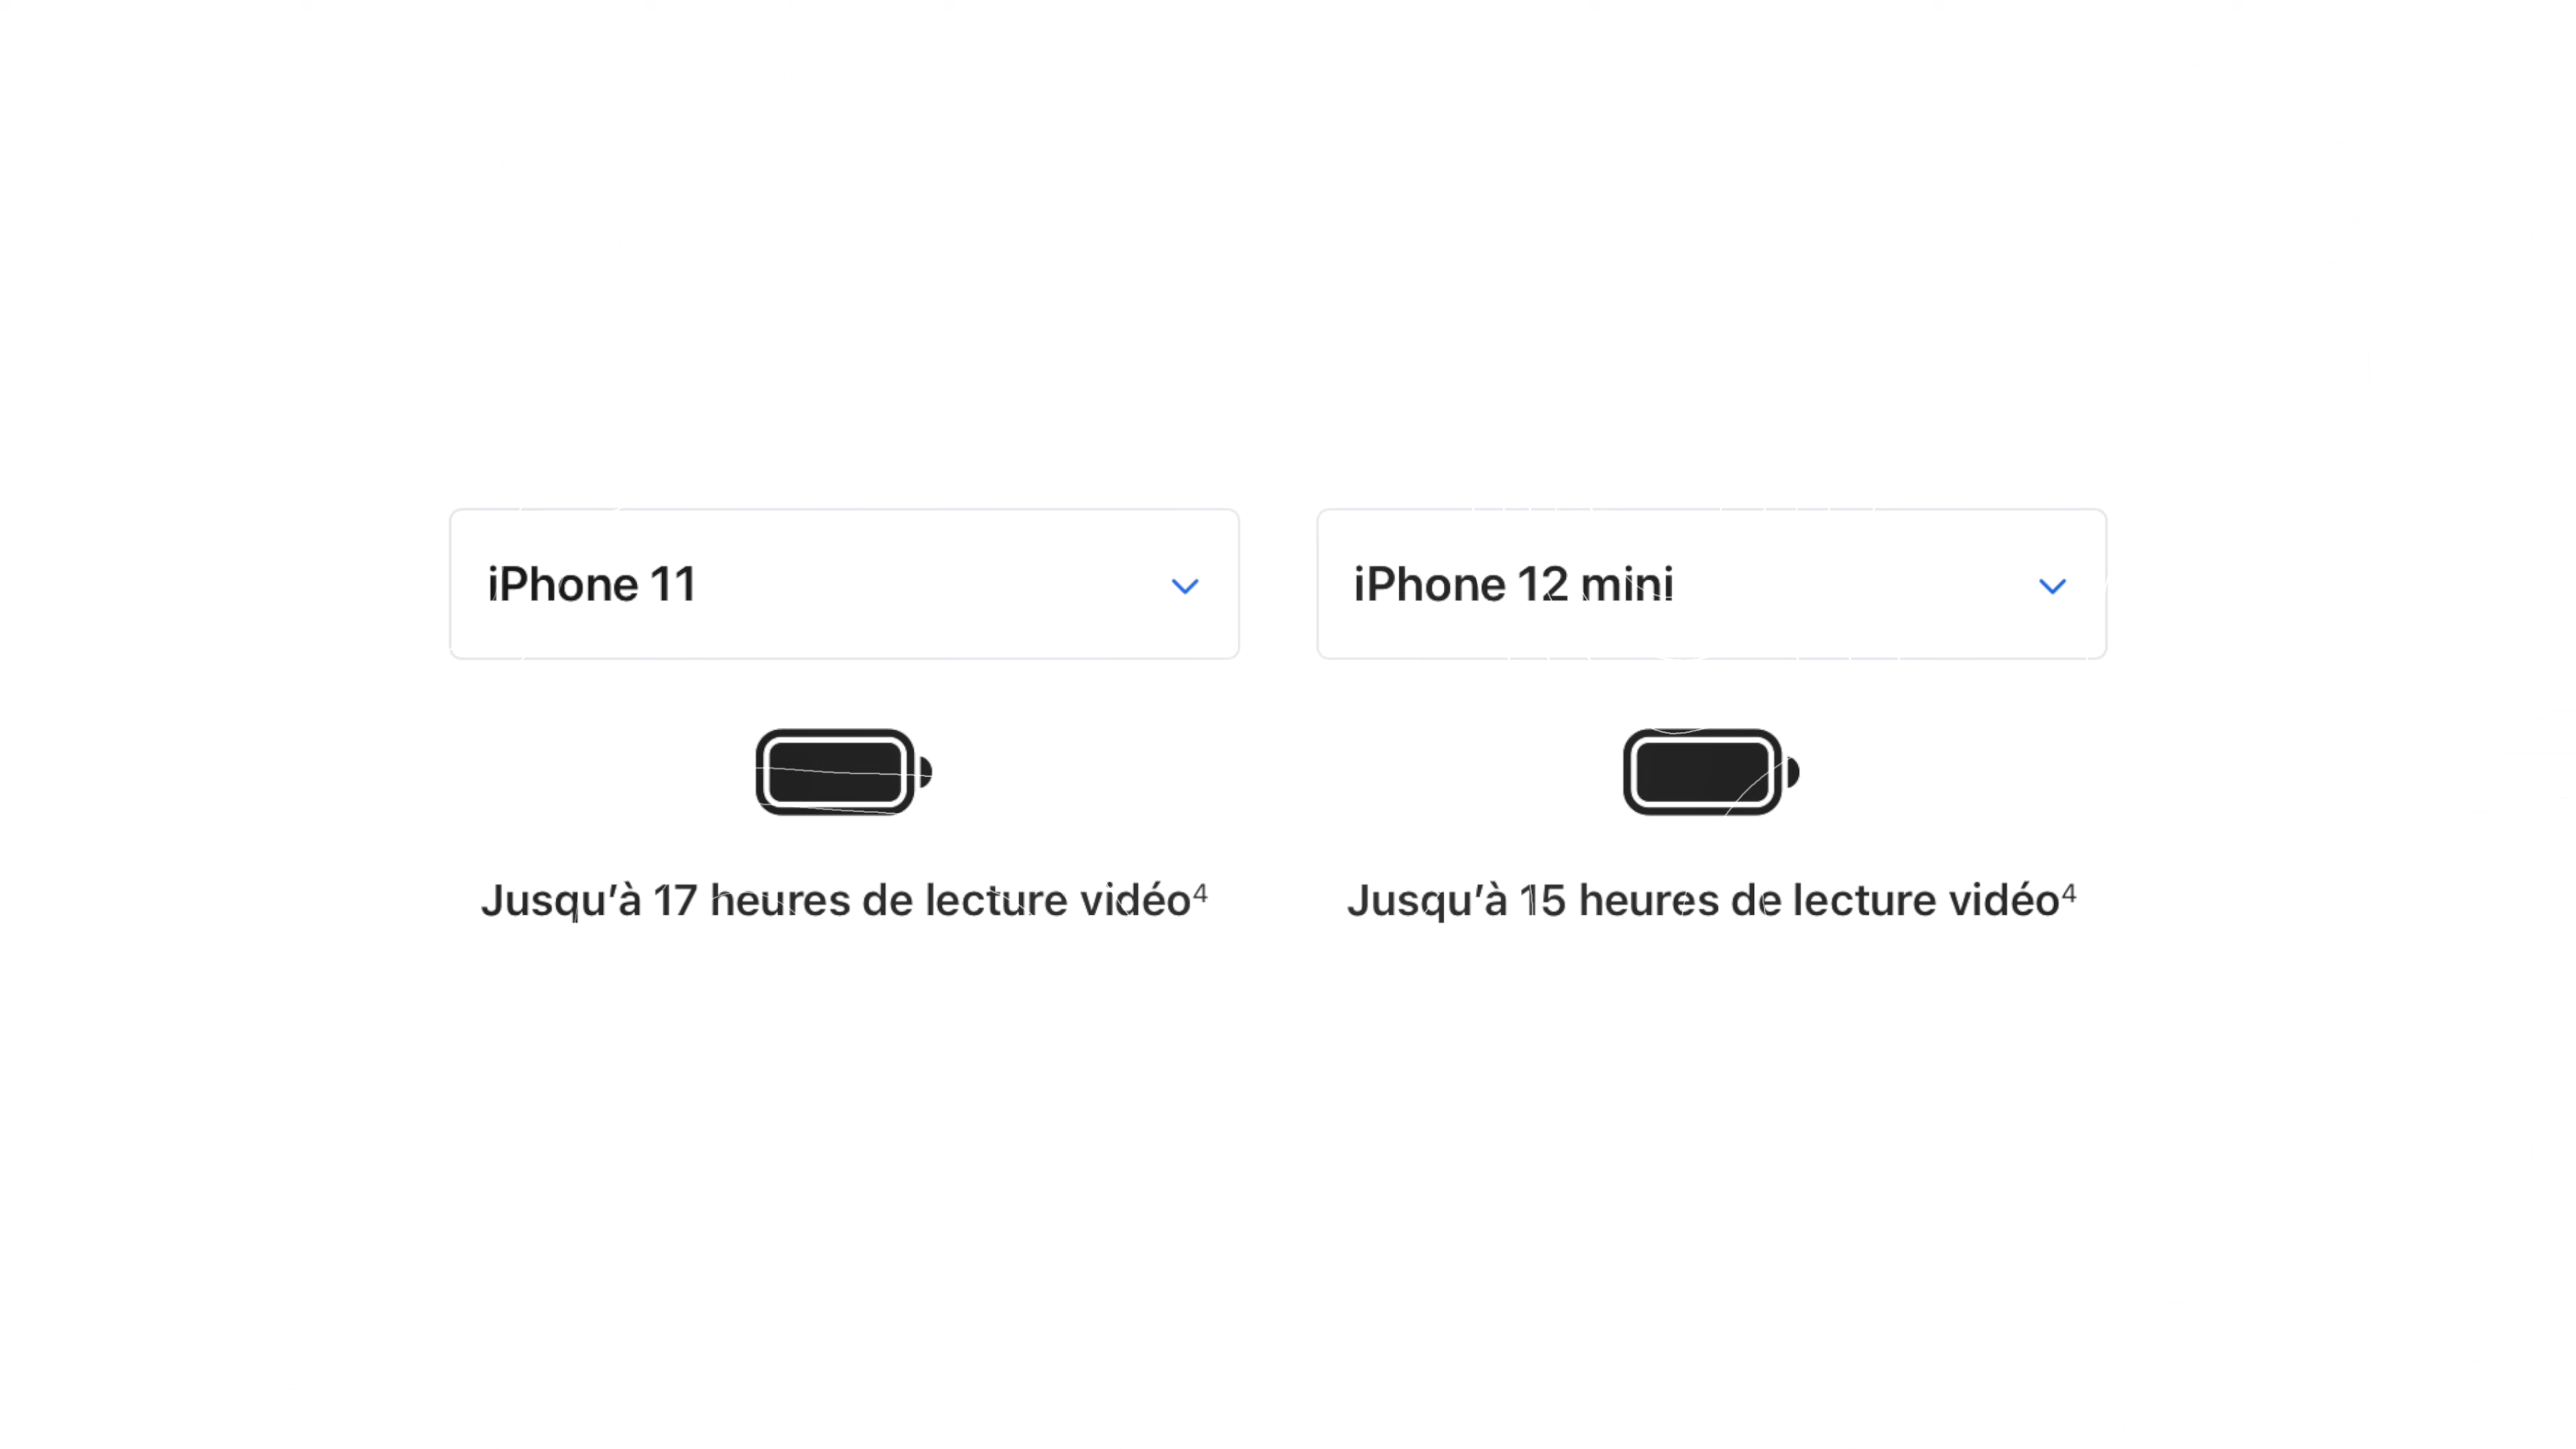 iPhone 11
iPhone 12 mini
Jusqu’à 17 heures de lecture vidéo⁴
Jusqu’à 15 heures de lecture vidéo⁴